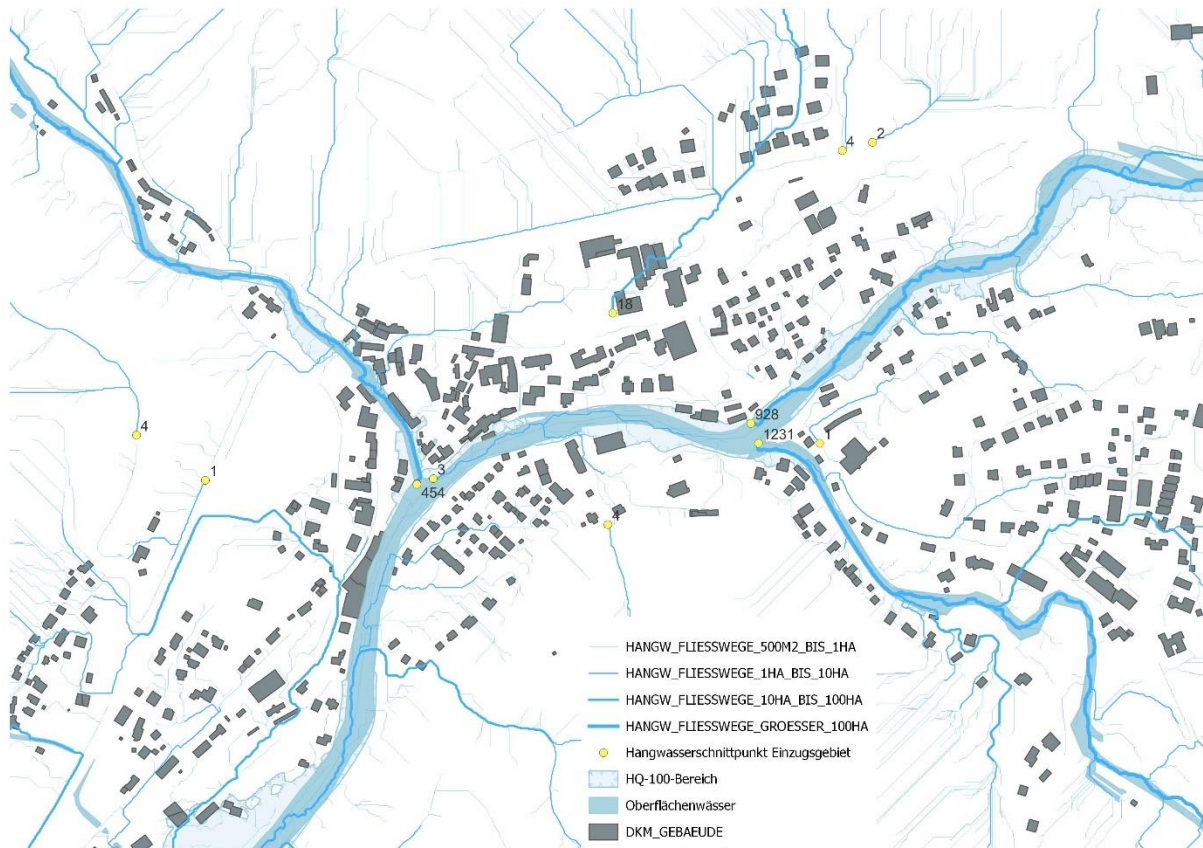 4
2
18
928
4
1231
1
1
3
454
4
HANGW_FLIESSWEGE_500M2_BIS_1HA
HANGW_FLIESSWEGE_1HA_BIS_10HA
HANGW_FLIESSWEGE_10HA_BIS_100HA
HANGW_FLIESSWEGE_GROESSER_100HA
Hangwasserschnittpunkt Einzugsgebiet
HQ-100-Bereich
Oberflächenwässer
DKM_GEBAEUDE